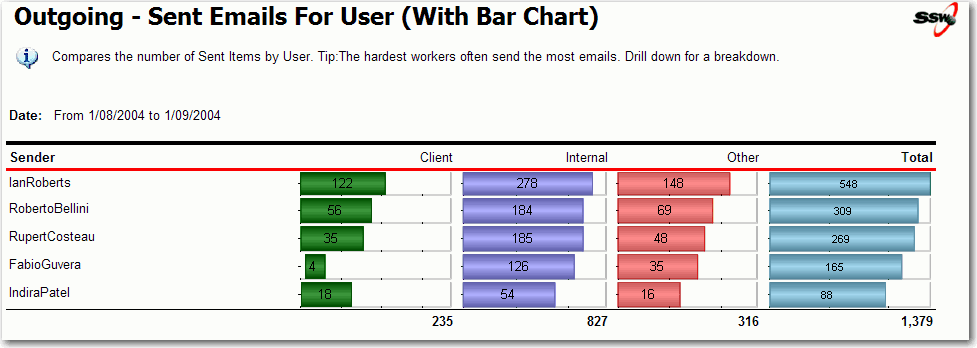 Outgoing - Sent Emails For User (With Bar Chart)
SSW
Compares the number of Sent Items by User. Tip:The hardest workers often send the most emails. Drill down for a breakdown.
Date: From 1/08/2004 to 1/09/2004
Sender Client Internal Other Total
IanRoberts 122 278 148 548
RobertoBellini 56 184 69 309
RupertCosteau 35 185 48 269
FabioGuvera 4 126 35 165
IndiraPatel 18 54 16 88
235 827 316 1,379